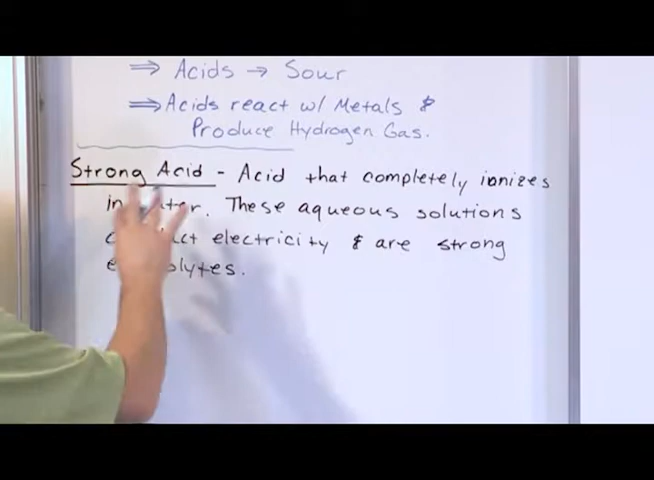 ⇒ Acids → Sour
⇒ Acids react w/ Metals &
Produce Hydrogen Gas.
Strong Acid - Acid that completely ionizes
in water. These aqueous solutions
electricity & are strong